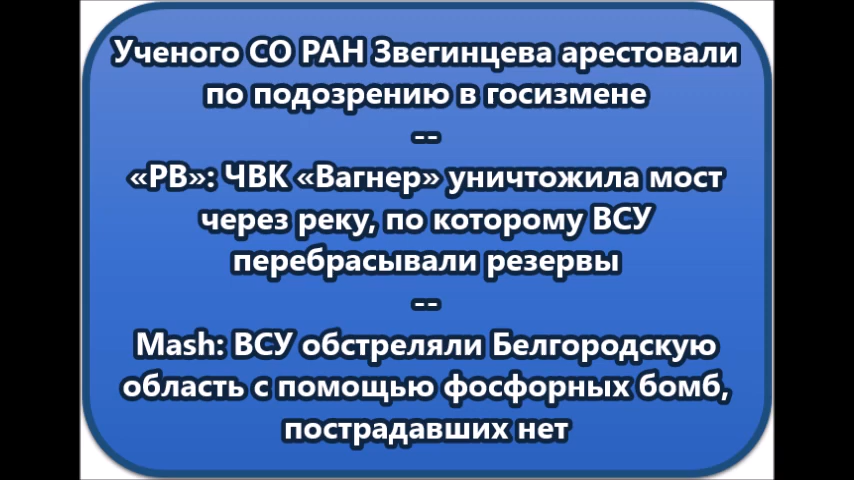 Ученого СО РАН Звегинцева арестовали
по подозрению в госизмене
--
«РВ»: ЧВК «Вагнер» уничтожила мост
через реку, по которому ВСУ
перебрасывали резервы
--
Mash: ВСУ обстреляли Белгородскую
область с помощью фосфорных бомб,
пострадавших нет